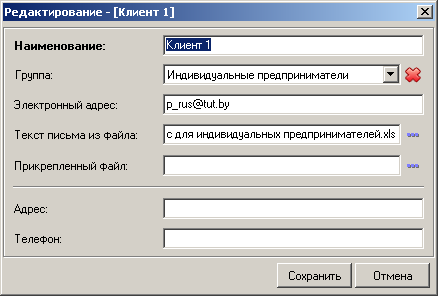 Редактирование - [Клиент 1]
Наименование: Клиент 1
Группа: Индивидуальные предприниматели
Электронный адрес: p_rus@tut.by
Текст письма из файла: с для индивидуальных предпринимателей.xls
Прикрепленный файл:
Адрес:
Телефон:
Сохранить Отмена